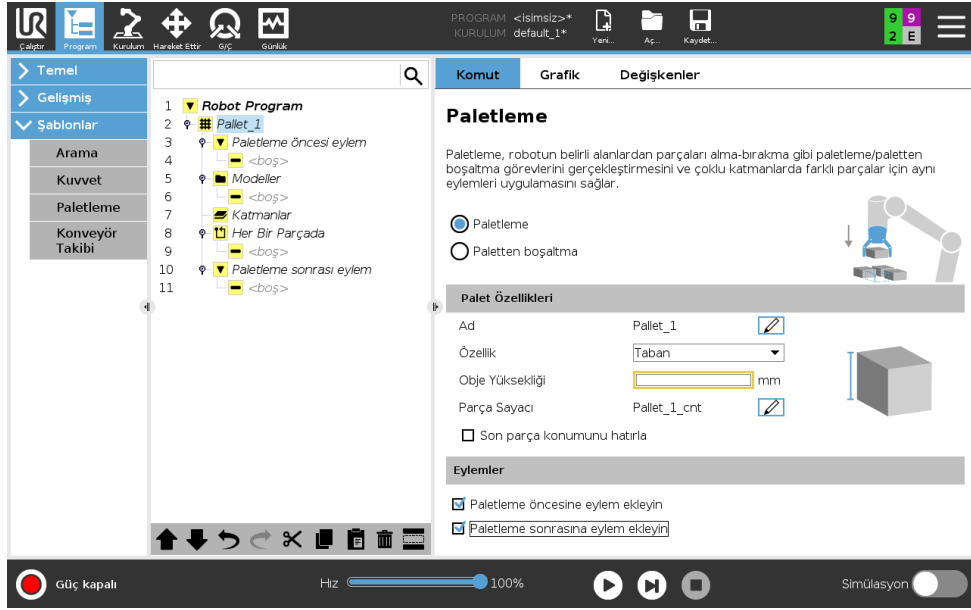 UR
Çalıştır
Program
Kurulum
Hareket Ettir
G/Ç
Günlük
PROGRAM <isimsiz>*
KURULUM default_1*
Yeni...
Aç...
Kaydet...
9 9
2 E
Temel
Gelişmiş
Şablonlar
Arama
Kuvvet
Paletleme
Konveyör
Takibi
1 Robot Program
2 Pallet_1
3 Paletleme öncesi eylem
4 <boş>
5 Modeller
6 <boş>
7 Katmanlar
8 Her Bir Parçada
9 <boş>
10 Paletleme sonrası eylem
11 <boş>
Komut Grafik Değişkenler
Paletleme
Paletleme, robotun belirli alanlardan parçaları alma-bırakma gibi paletleme/paletten
boşaltma görevlerini gerçekleştirmesini ve çoklu katmanlarda farklı parçalar için aynı
eylemleri uygulamasını sağlar.
Paletleme
Paletten boşaltma
Palet Özellikleri
Ad Pallet_1
Özellik Taban
Obje Yüksekliği mm
Parça Sayacı Pallet_1_cnt
Son parça konumunu hatırla
Eylemler
Paletleme öncesine eylem ekleyin
Paletleme sonrasına eylem ekleyin
Güç kapalı
Hız 100%
Simülasyon